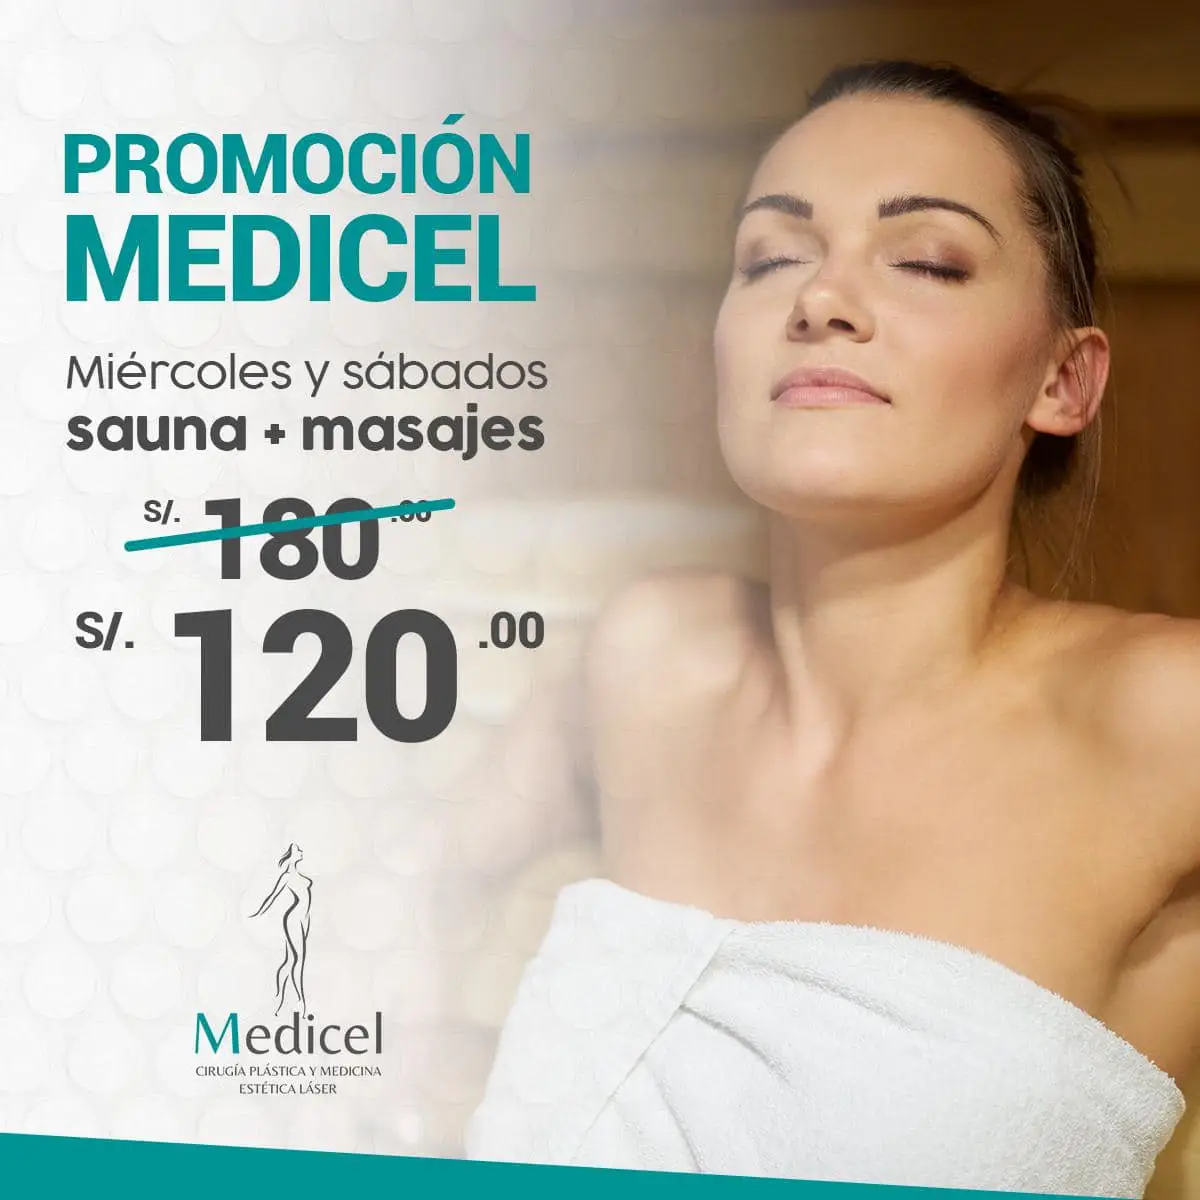 PROMOCIÓN
MEDICEL
Miércoles y sábados
sauna + masajes
S/. 180.00
S/. 120.00
Medicel
CIRUGÍA PLÁSTICA Y MEDICINA
ESTÉTICA LÁSER